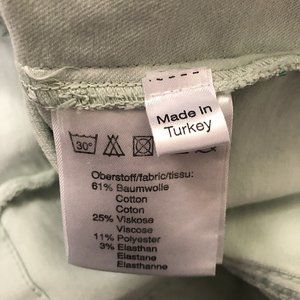 Made in
Turkey
30°
Oberstoff/fabric/tissu:
61% Baumwolle
Cotton
Coton
25% Viskose
Viscose
11% Polyester
3% Elasthan
Elastane
Elasthanne